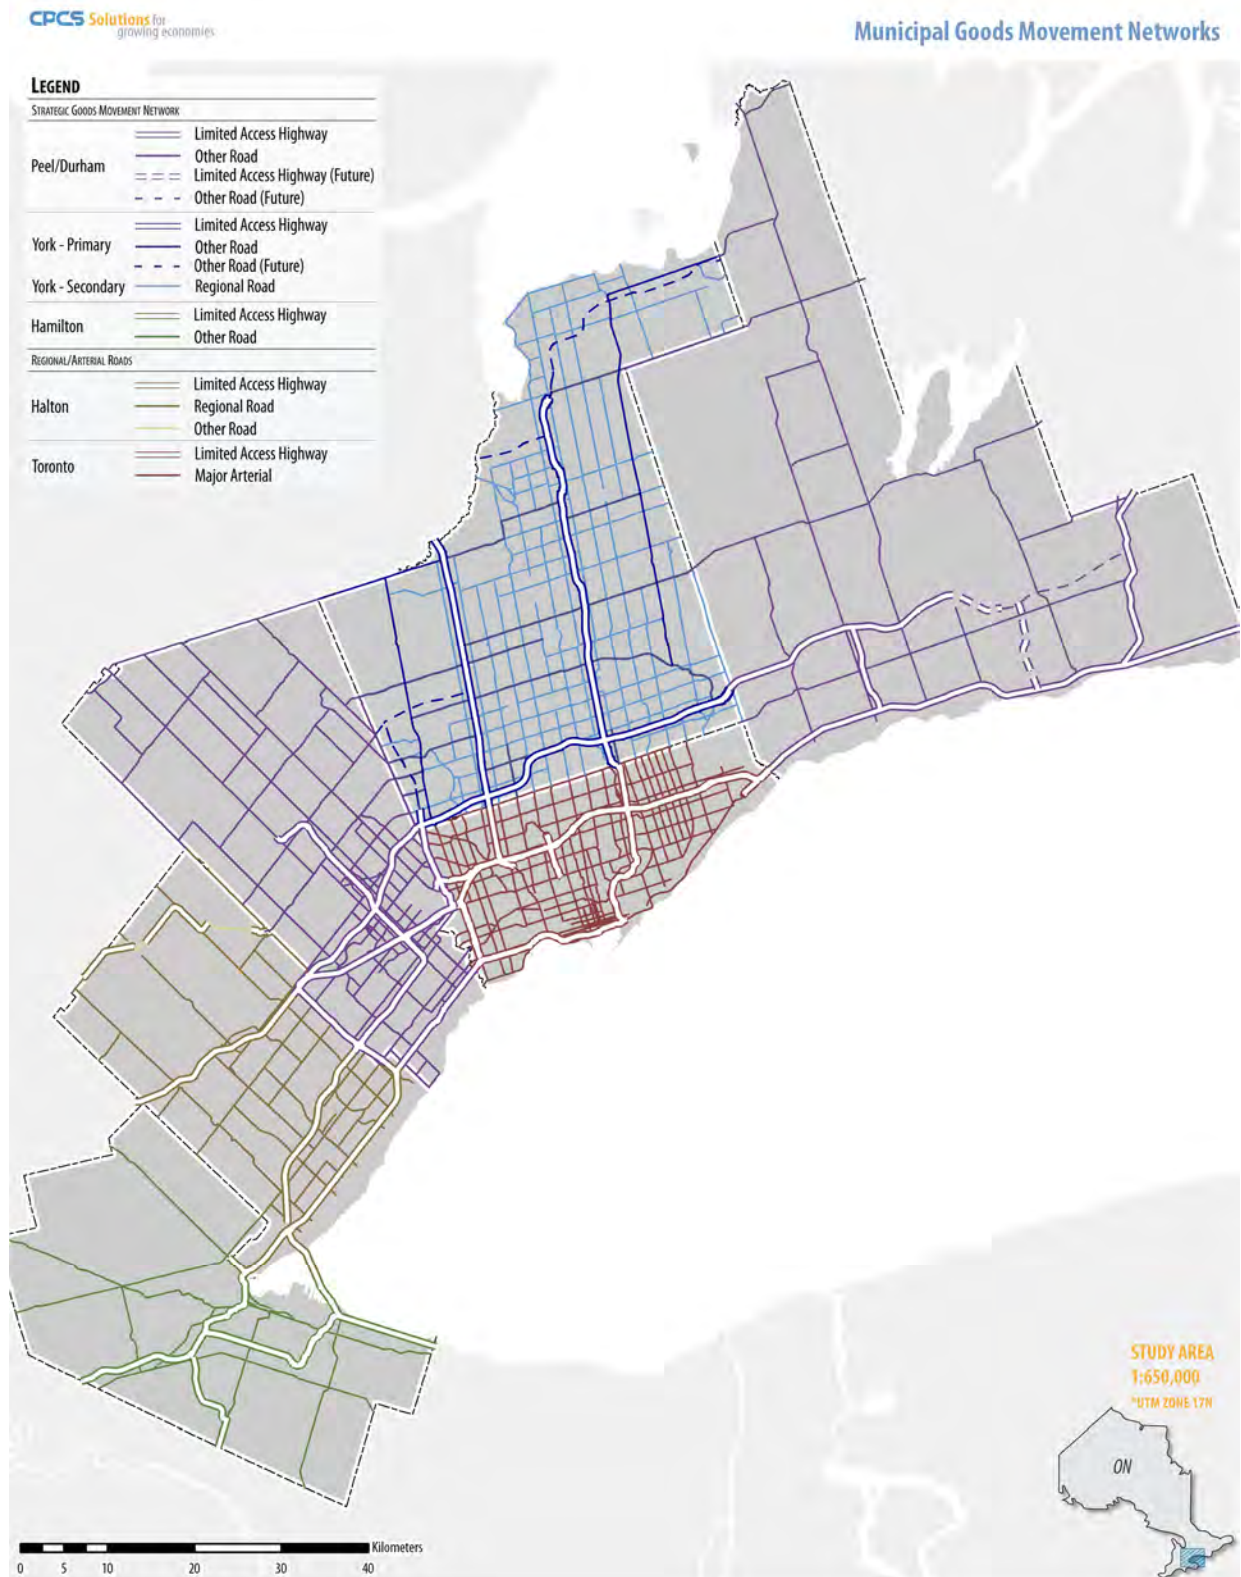 CPCS Solutions for
growing economies
Municipal Goods Movement Networks
LEGEND
STRATEGIC GOODS MOVEMENT NETWORK
Peel/Durham
Limited Access Highway
Other Road
Limited Access Highway (Future)
Other Road (Future)
York - Primary
Limited Access Highway
Other Road
Other Road (Future)
York - Secondary
Regional Road
Hamilton
Limited Access Highway
Other Road
REGIONAL/ARTERIAL ROADS
Halton
Limited Access Highway
Regional Road
Other Road
Toronto
Limited Access Highway
Major Arterial
STUDY AREA
1:650,000
*UTM ZONE 17N
ON
Kilometers
0 5 10 20 30 40